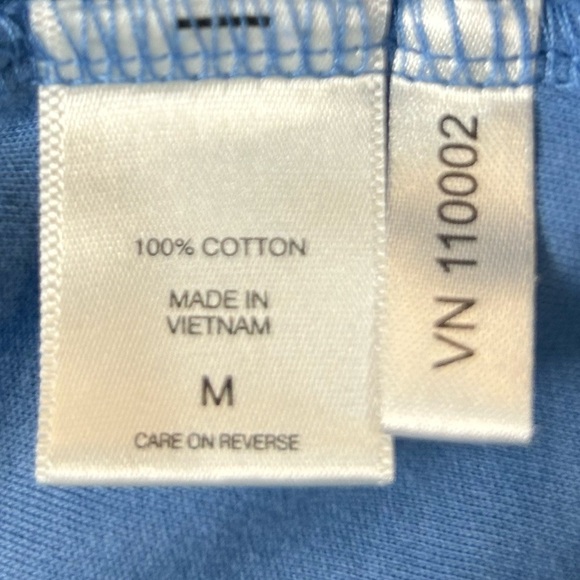 100% COTTON
MADE IN
VIETNAM
M
CARE ON REVERSE
VN 110002